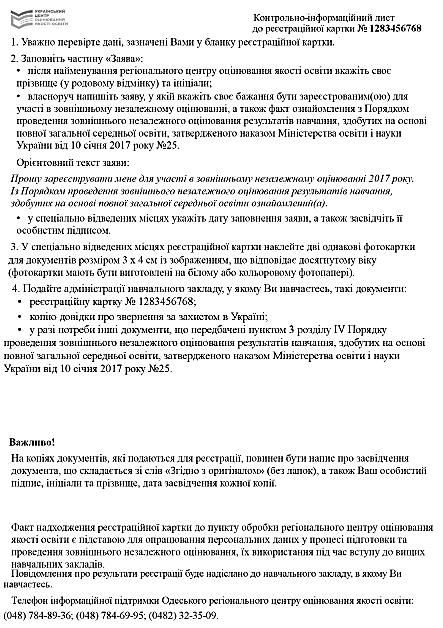 УКРАЇНСЬКИЙ
ЦЕНТР
ОЦІНЮВАННЯ
ЯКОСТІ ОСВІТИ
Контрольно-інформаційний лист
до реєстраційної картки № 1283456768
1. Уважно перевірте дані, зазначені Вами у бланку реєстраційної картки.
2. Заповніть частину «Заява»:
• після найменування регіонального центру оцінювання якості освіти вкажіть своє
прізвище (у родовому відмінку) та ініціали;
• власноруч напишіть заяву, у якій вкажіть своє бажання бути зареєстрованим(ою) для
участі в зовнішньому незалежному оцінюванні, а також факт ознайомлення з Порядком
проведення зовнішнього незалежного оцінювання результатів навчання, здобутих на основі
повної загальної середньої освіти, затвердженого наказом Міністерства освіти і науки
України від 10 січня 2017 року №25.
Орієнтовний текст заяви:
Прошу зареєструвати мене для участі в зовнішньому незалежному оцінюванні 2017 року.
Із Порядком проведення зовнішнього незалежного оцінювання результатів навчання,
здобутих на основі повної загальної середньої освіти ознайомлений(а).
• у спеціально відведених місцях укажіть дату заповнення заяви, а також засвідчіть її
особистим підписом.
3. У спеціально відведених місцях реєстраційної картки наклейте дві однакові фотокартки
для документів розміром 3 х 4 см із зображенням, що відповідає досягнутому віку
(фотокартки мають бути виготовлені на білому або кольоровому фотопапері).
4. Подайте адміністрації навчального закладу, у якому Ви навчаєтесь, такі документи:
• реєстраційну картку № 1283456768;
• копію довідки про звернення за захистом в Україні;
• у разі потреби інші документи, що передбачені пунктом 3 розділу IV Порядку
проведення зовнішнього незалежного оцінювання результатів навчання, здобутих на основі
повної загальної середньої освіти, затвердженого наказом Міністерства освіти і науки
України від 10 січня 2017 року №25.
Важливо!
На копіях документів, які подаються для реєстрації, повинен бути напис про засвідчення
документа, що складається зі слів «Згідно з оригіналом» (без лапок), а також Ваш особистий
підпис, ініціали та прізвище, дата засвідчення кожної копії.
Факт надходження реєстраційної картки до пункту обробки регіонального центру оцінювання
якості освіти є підставою для опрацювання персональних даних у процесі підготовки та
проведення зовнішнього незалежного оцінювання, їх використання під час вступу до вищих
навчальних закладів.
Повідомлення про результати реєстрації буде надіслано до навчального закладу, в якому Ви
навчаєтесь.
Телефон інформаційної підтримки Одеського регіонального центру оцінювання якості освіти:
(048) 784-89-36; (048) 784-69-95; (0482) 32-35-09.